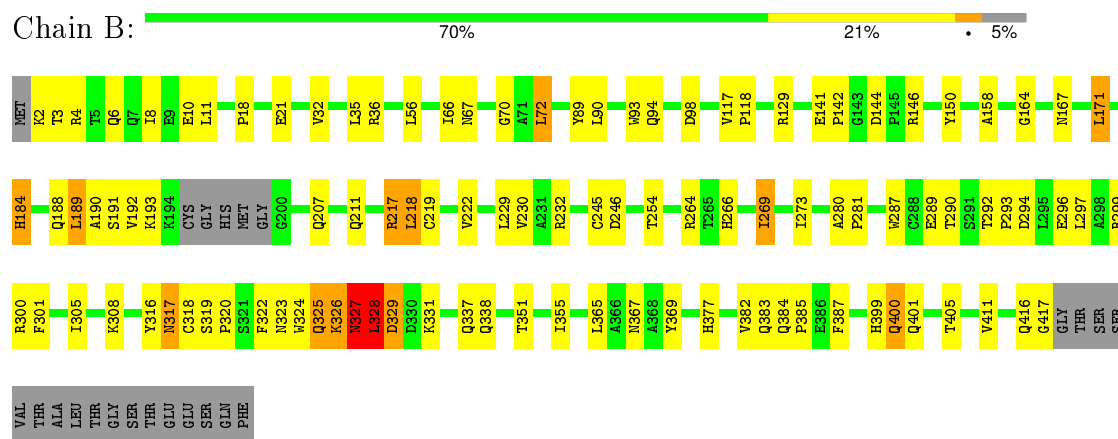 Chain B:
70% 21% • 5%
MET K2 T3 R4 T5 Q6 Q7 I8 E9 E10 L11 P18 E21 V32 L35 R36 L56 I66 N67 G70 A71 L72 Y89 L90 W93 Q94 D98 V117 P118 R129 E141 P142 G143 D144 P145 R146 Y150 A158 G164 N167 L171
H184 Q188 L189 A190 S191 V192 K193 K194 CYS GLY HIS MET GLY G200 Q207 Q211 R217 L218 C219 V222 L229 V230 A231 R232 C245 D246 T254 R264 T265 H266 I269 I273 A280 P281 W287 C288 E289 T290 S291 T292 P293 D294 L295 E296 L297 A298 R299
R300 F301 I305 K308 Y316 N317 C318 S319 P320 S321 F322 N323 W324 Q325 K326 N327 L328 D329 D330 K331 Q337 Q338 T351 I355 L365 A366 N367 A368 Y369 H377 V382 Q383 Q384 P385 E386 F387 H399 Q400 Q401 T405 V411 Q416 G417 GLY THR SER SER
VAL THR ALA LEU THR GLY SER THR GLU GLU SER GLN PHE